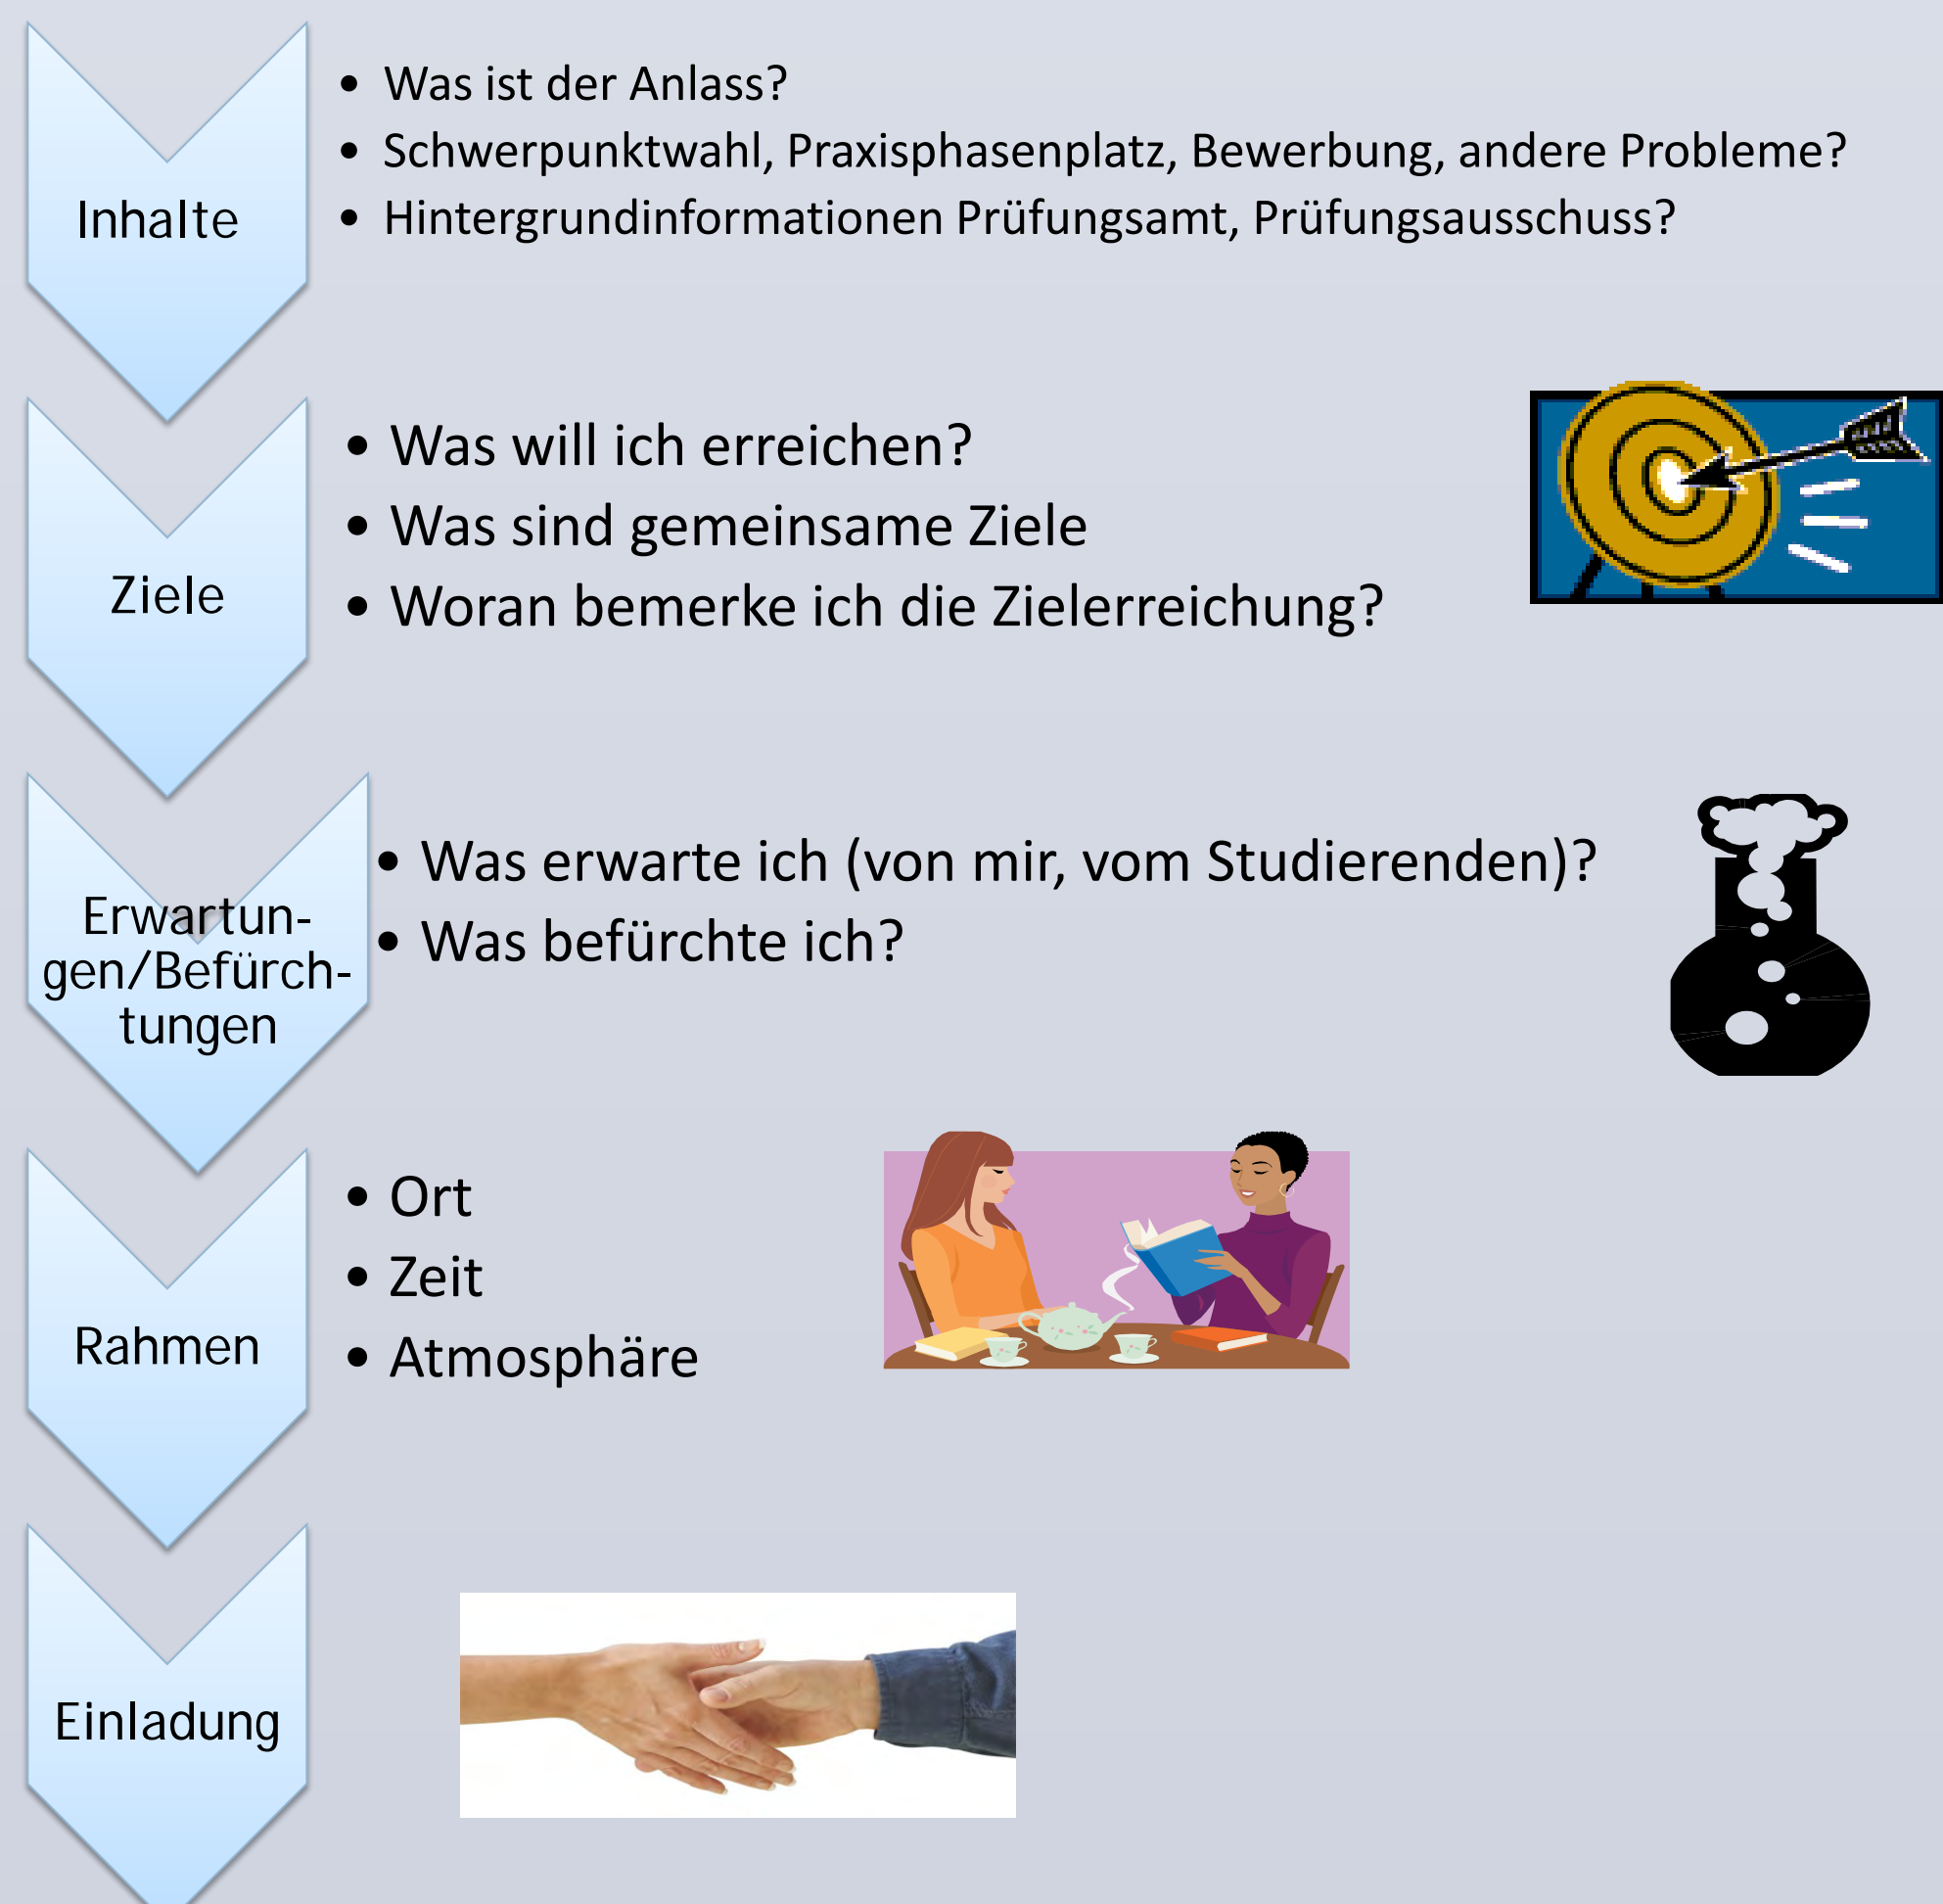 Inhalte
• Was ist der Anlass?
• Schwerpunktwahl, Praxisphasenplatz, Bewerbung, andere Probleme?
• Hintergrundinformationen Prüfungsamt, Prüfungsausschuss?
Ziele
• Was will ich erreichen?
• Was sind gemeinsame Ziele
• Woran bemerke ich die Zielerreichung?
Erwartun-
gen/Befürch-
tungen
• Was erwarte ich (von mir, vom Studierenden)?
• Was befürchte ich?
Rahmen
• Ort
• Zeit
• Atmosphäre
Einladung